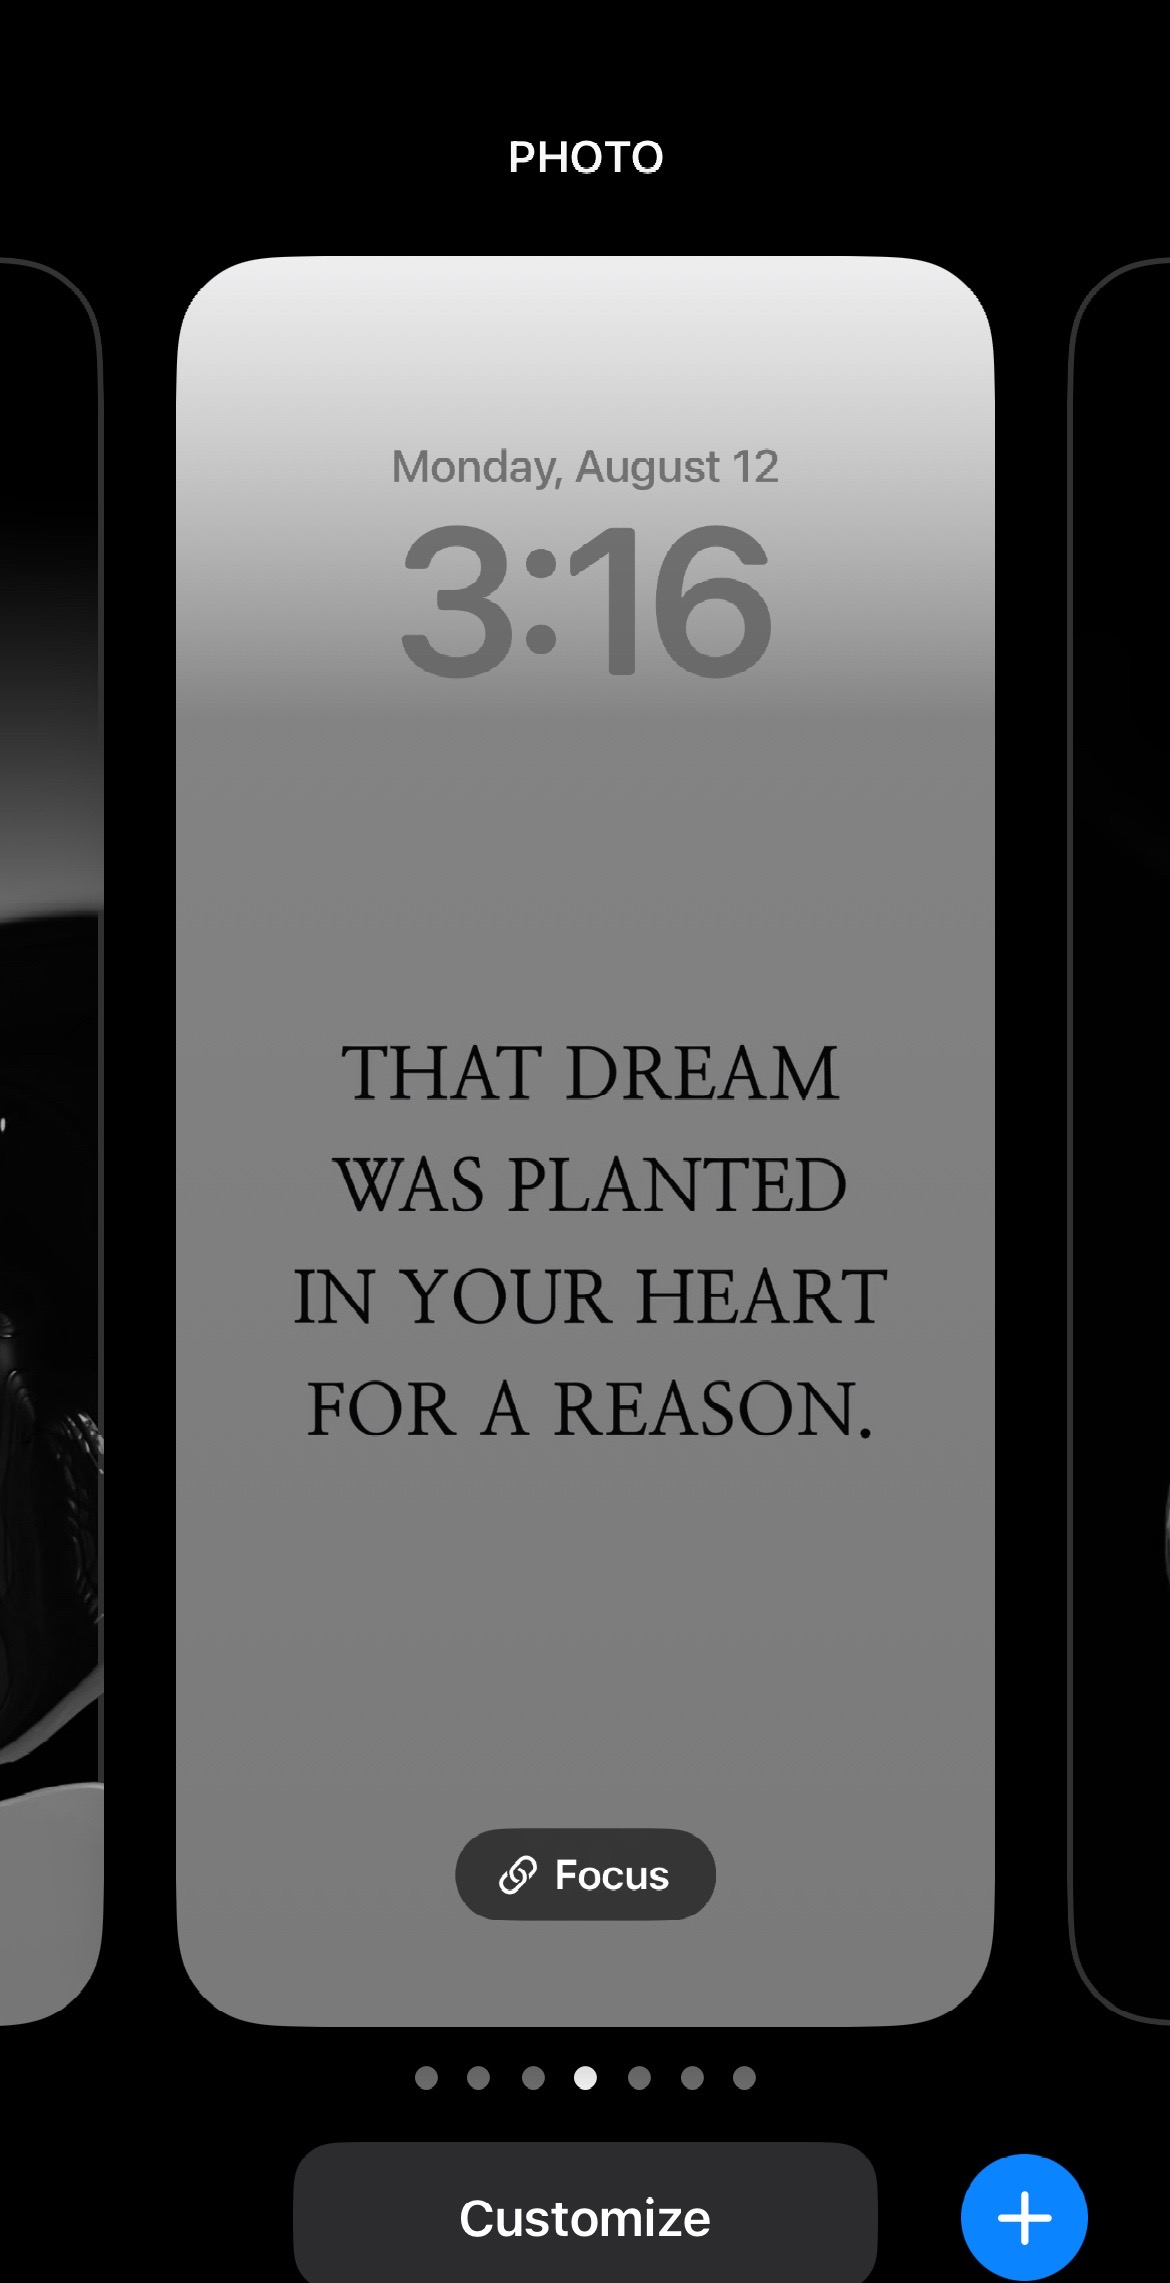 PHOTO
Monday, August 12
3:16
THAT DREAM
WAS PLANTED
IN YOUR HEART
FOR A REASON.
Focus
Customize